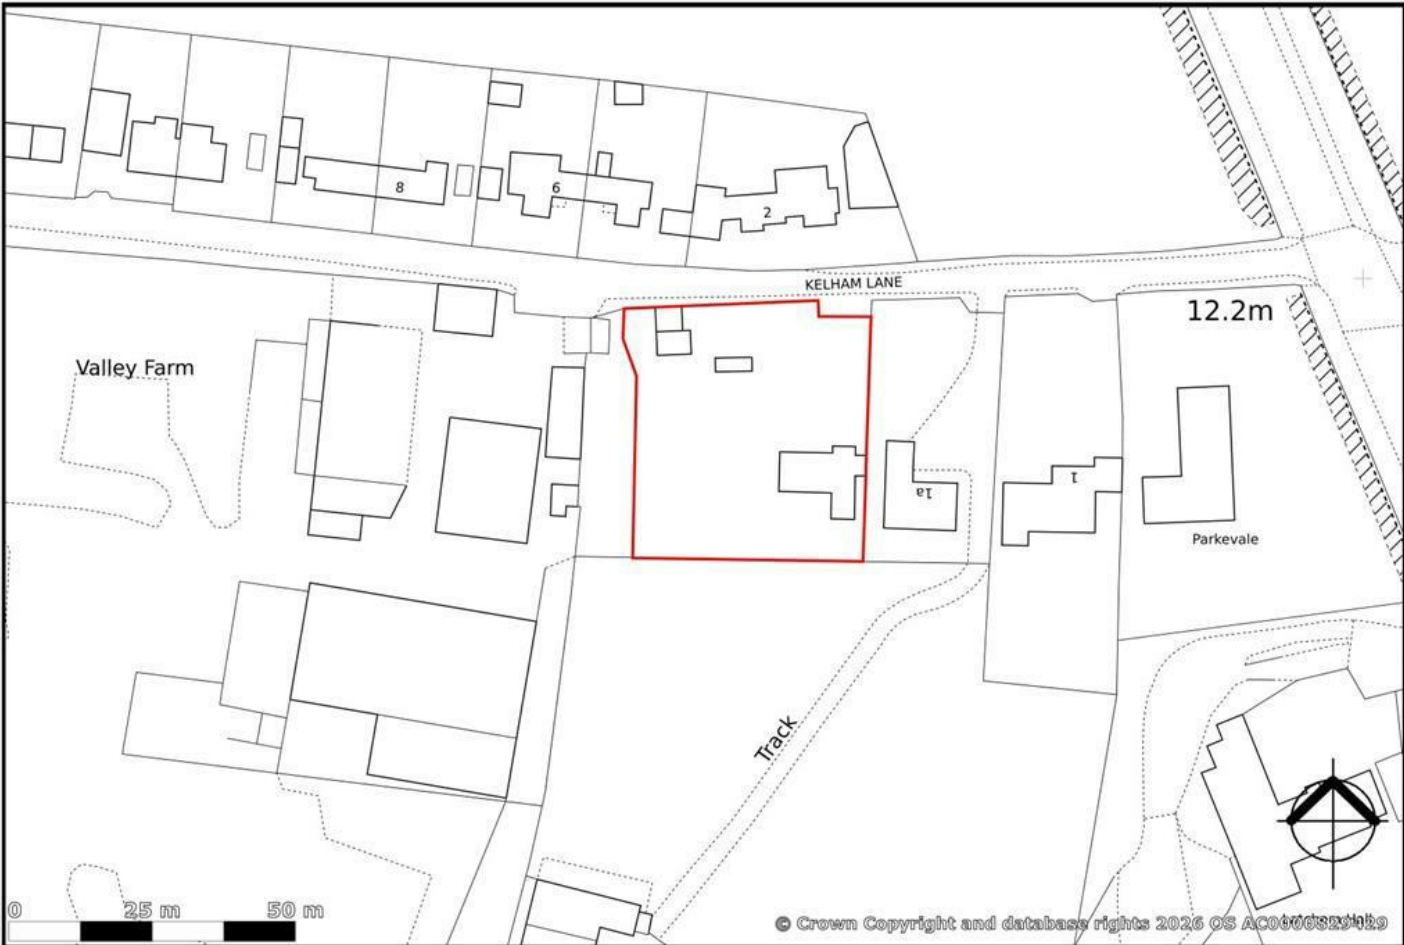 8
6
2
KELHAM LANE
12.2m
Valley Farm
1a
1
Parkevale
Track
0 25 m 50 m
© Crown Copyright and database rights 2026 OS